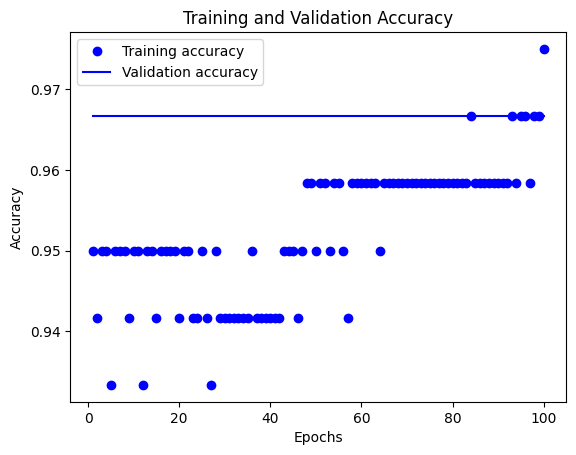 Training and Validation Accuracy
Training accuracy
Validation accuracy
0.97
0.96
0.95
0.94
Accuracy
0
20
40
60
80
100
Epochs